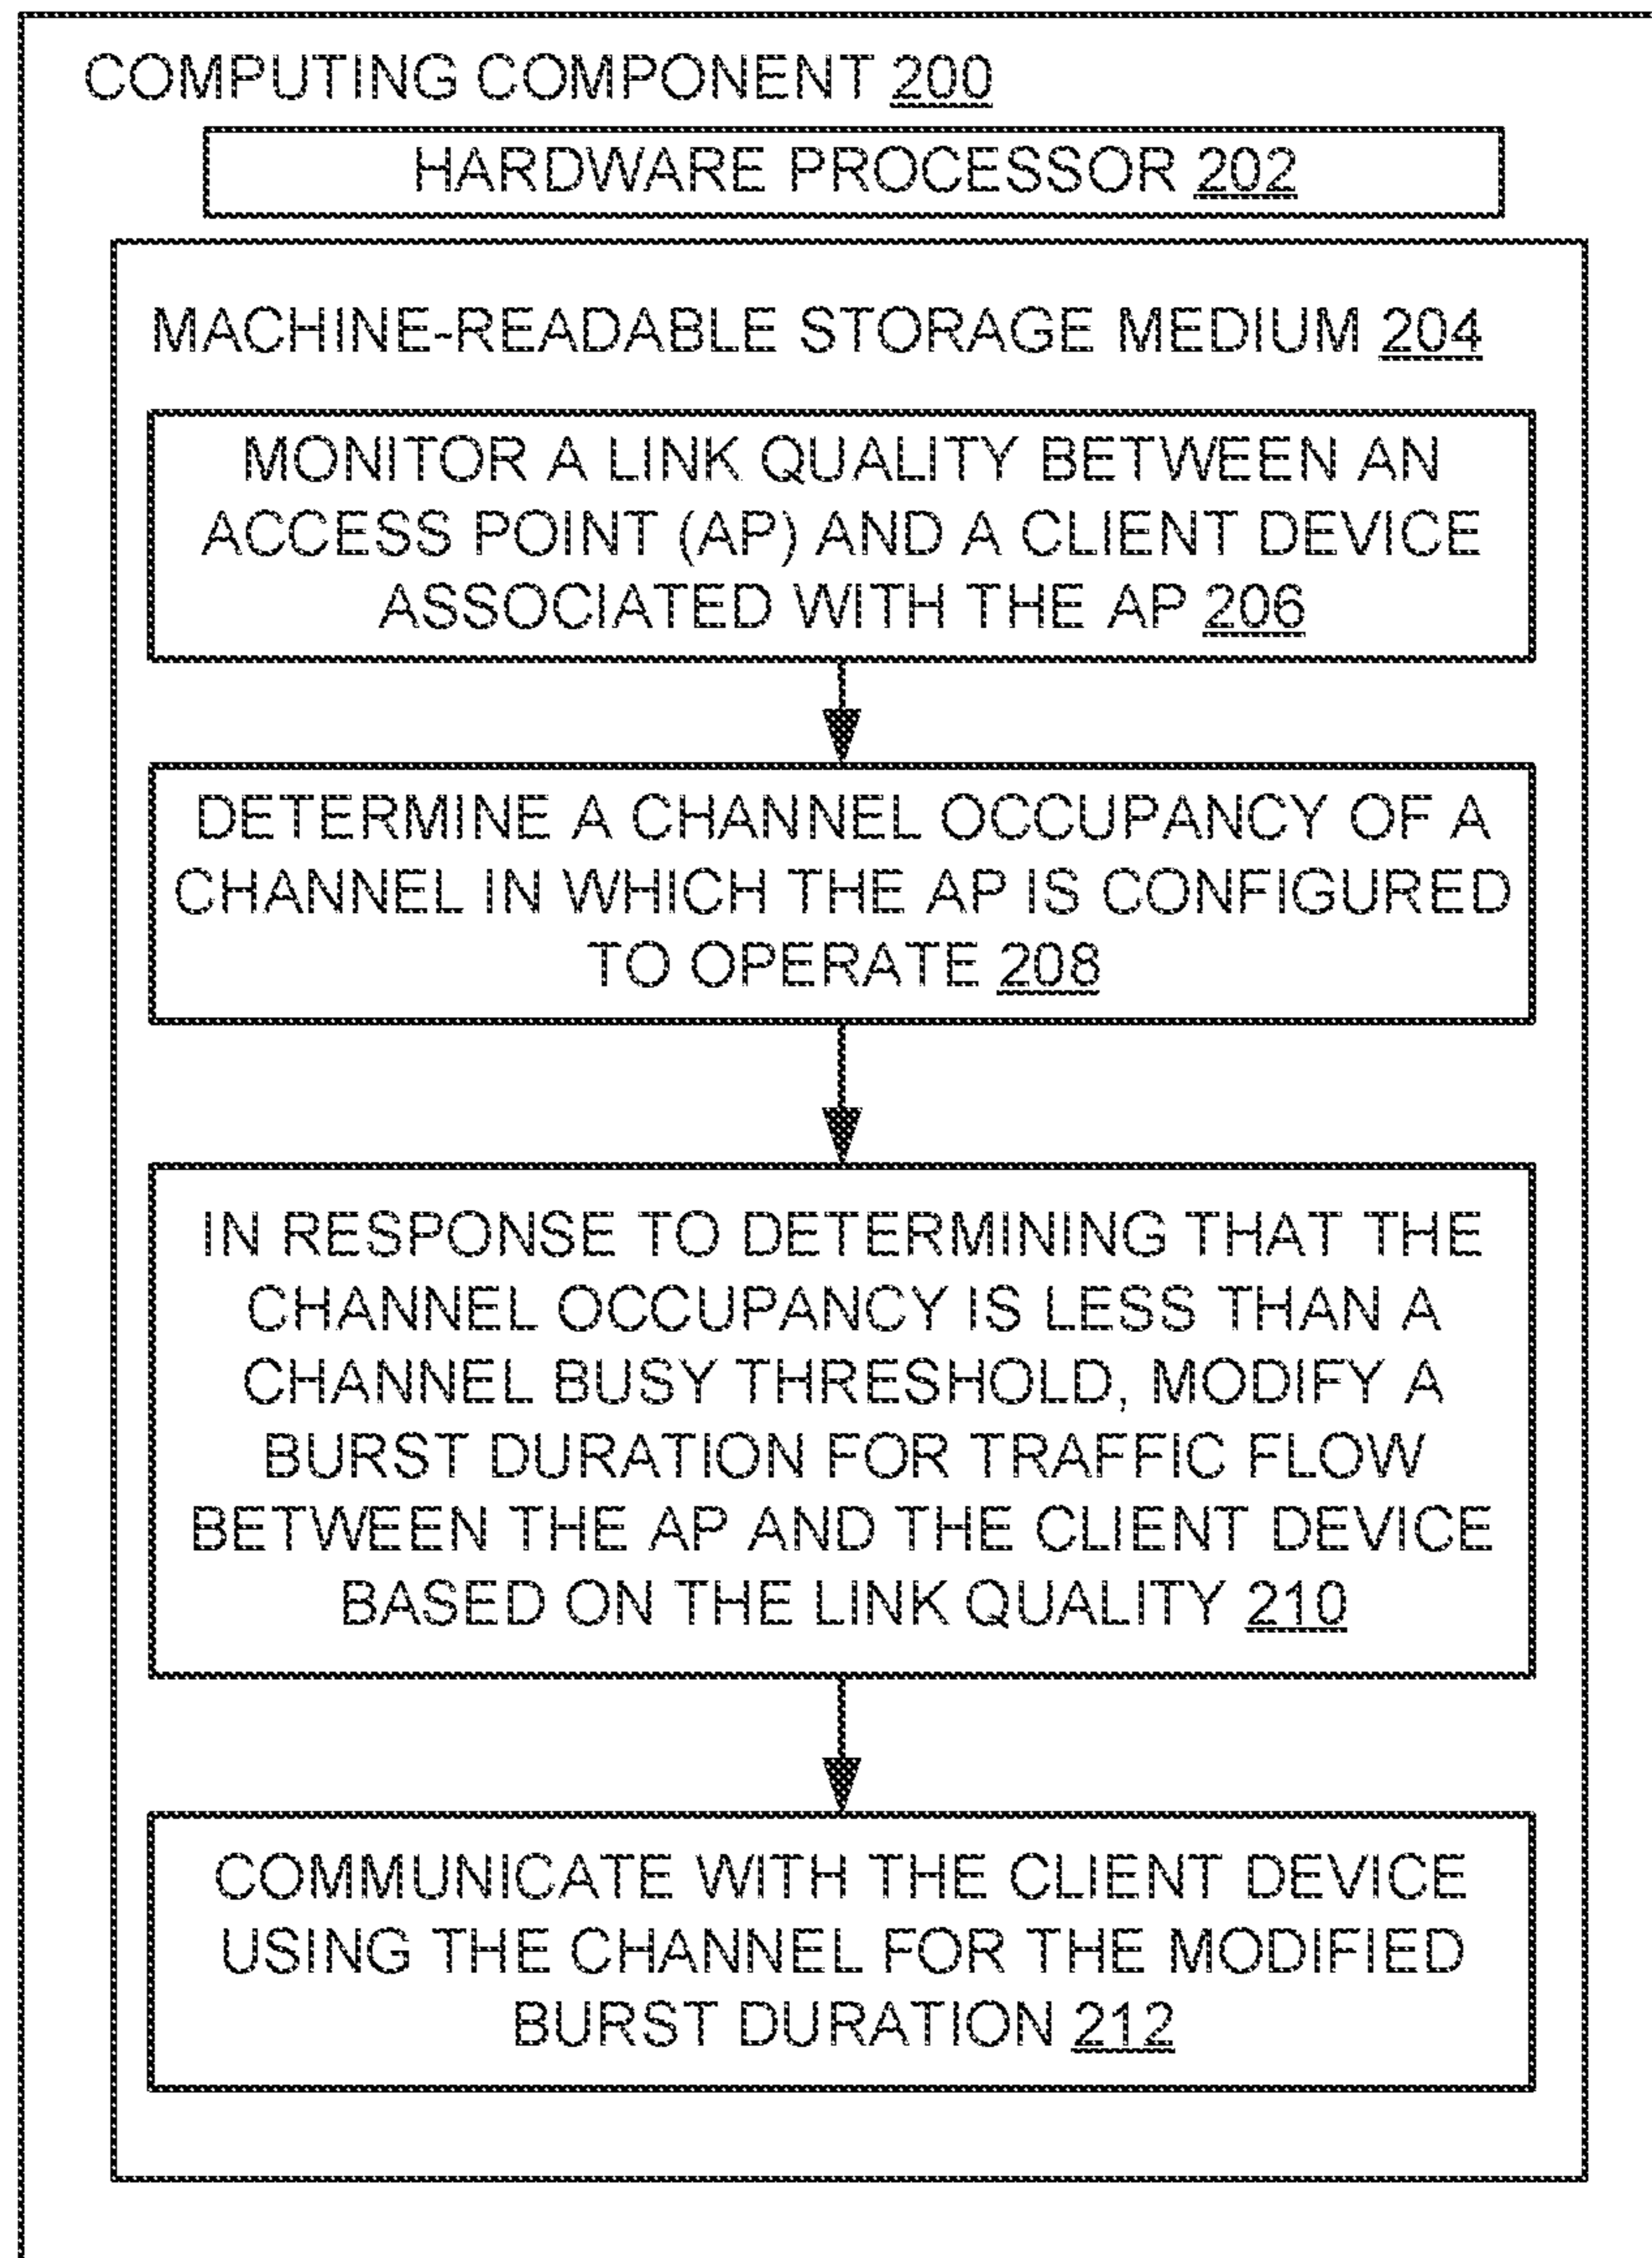 COMPUTING COMPONENT 200
HARDWARE PROCESSOR 202
MACHINE-READABLE STORAGE MEDIUM 204
MONITOR A LINK QUALITY BETWEEN AN
ACCESS POINT (AP) AND A CLIENT DEVICE
ASSOCIATED WITH THE AP 206
DETERMINE A CHANNEL OCCUPANCY OF A
CHANNEL IN WHICH THE AP IS CONFIGURED
TO OPERATE 208
IN RESPONSE TO DETERMINING THAT THE
CHANNEL OCCUPANCY IS LESS THAN A
CHANNEL BUSY THRESHOLD, MODIFY A
BURST DURATION FOR TRAFFIC FLOW
BETWEEN THE AP AND THE CLIENT DEVICE
BASED ON THE LINK QUALITY 210
COMMUNICATE WITH THE CLIENT DEVICE
USING THE CHANNEL FOR THE MODIFIED
BURST DURATION 212